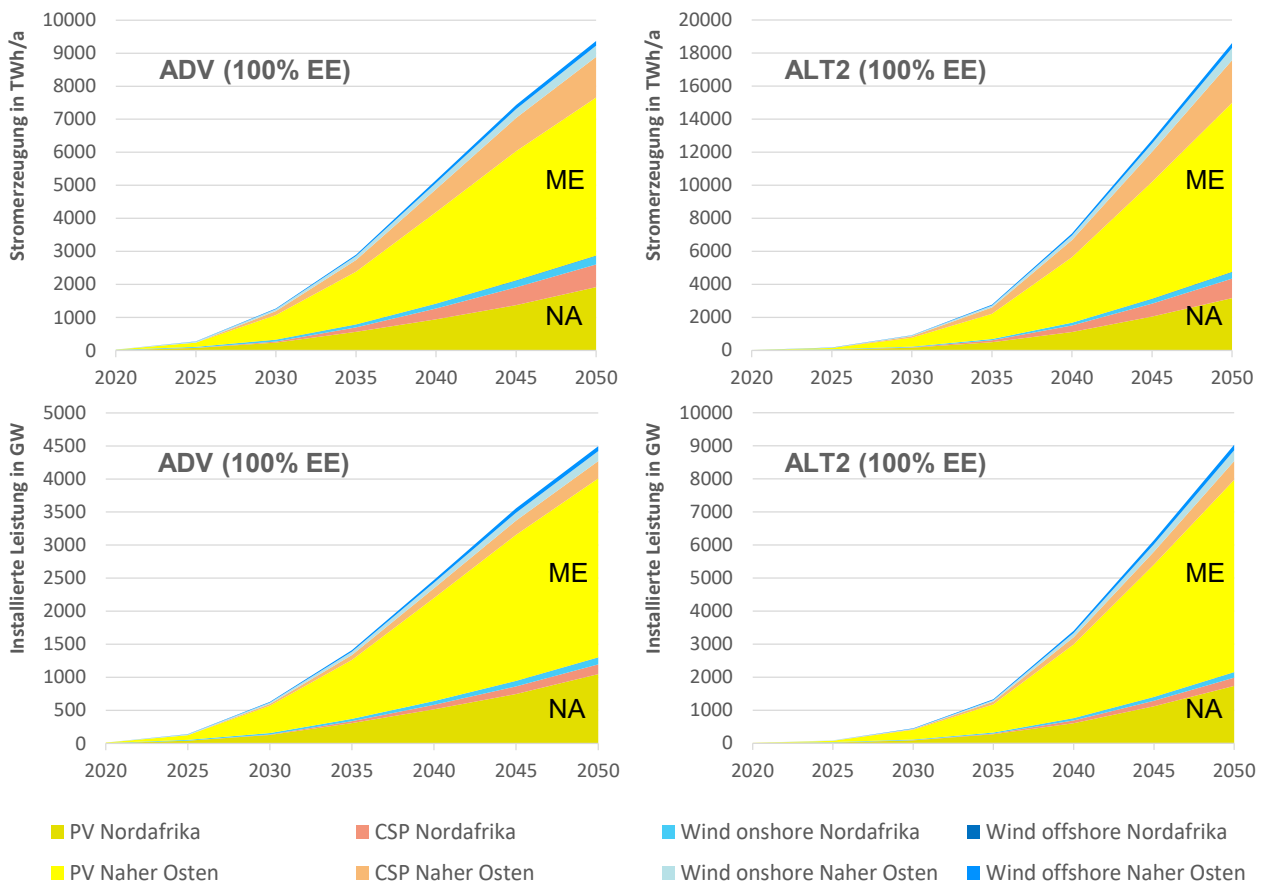 Stromerzeugung in TWh/a
10000
9000
8000
7000
6000
5000
4000
3000
2000
1000
0
ADV (100% EE)
ME
NA
2020 2025 2030 2035 2040 2045 2050
Stromerzeugung in TWh/a
20000
18000
16000
14000
12000
10000
8000
6000
4000
2000
0
ALT2 (100% EE)
ME
NA
2020 2025 2030 2035 2040 2045 2050
Installierte Leistung in GW
5000
4500
4000
3500
3000
2500
2000
1500
1000
500
0
ADV (100% EE)
ME
NA
2020 2025 2030 2035 2040 2045 2050
Installierte Leistung in GW
10000
9000
8000
7000
6000
5000
4000
3000
2000
1000
0
ALT2 (100% EE)
ME
NA
2020 2025 2030 2035 2040 2045 2050
PV Nordafrika CSP Nordafrika Wind onshore Nordafrika Wind offshore Nordafrika
PV Naher Osten CSP Naher Osten Wind onshore Naher Osten Wind offshore Naher Osten